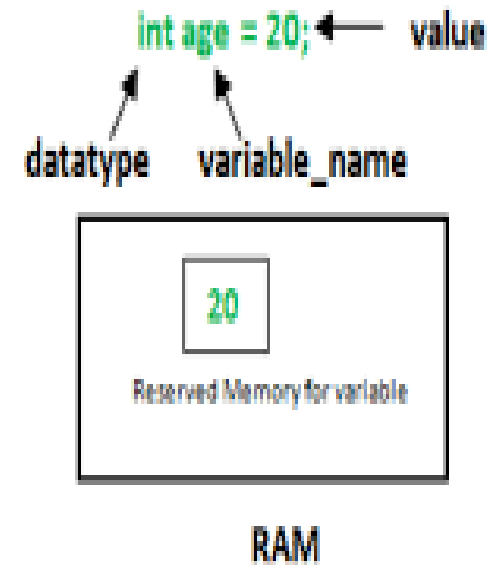 int age = 20; value
datatype variable_name
20
Reserved Memory for variable
RAM